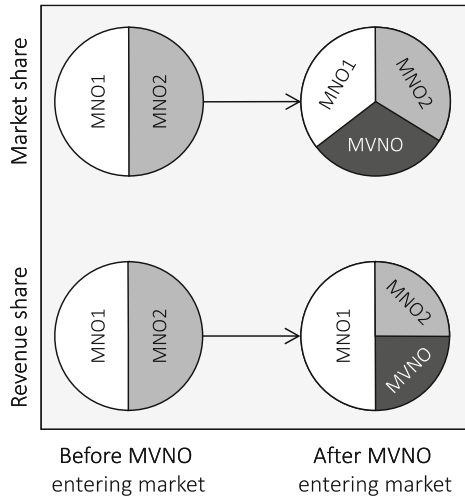 Market share
MNO1
MNO2
MNO1
MNO2
MVNO
Revenue share
MNO1
MNO2
MNO1
MNO2
MVNO
Before MVNO
entering market
After MVNO
entering market